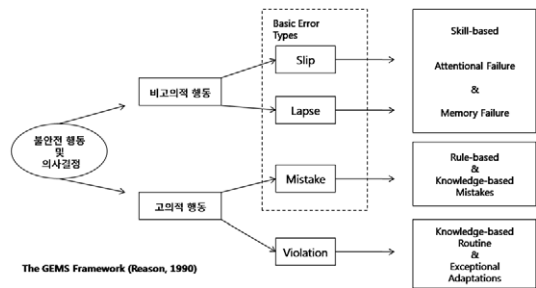 Basic Error
Types
Skill-based
Slip
Attentional Failure
비고의적 행동
&
Lapse
Memory Failure
불안전 행동
및
의사결정
Rule-based
&
Knowledge-based
Mistakes
Mistake
고의적 행동
Violation
Knowledge-based
Routine
&
Exceptional
Adaptations
The GEMS Framework (Reason, 1990)